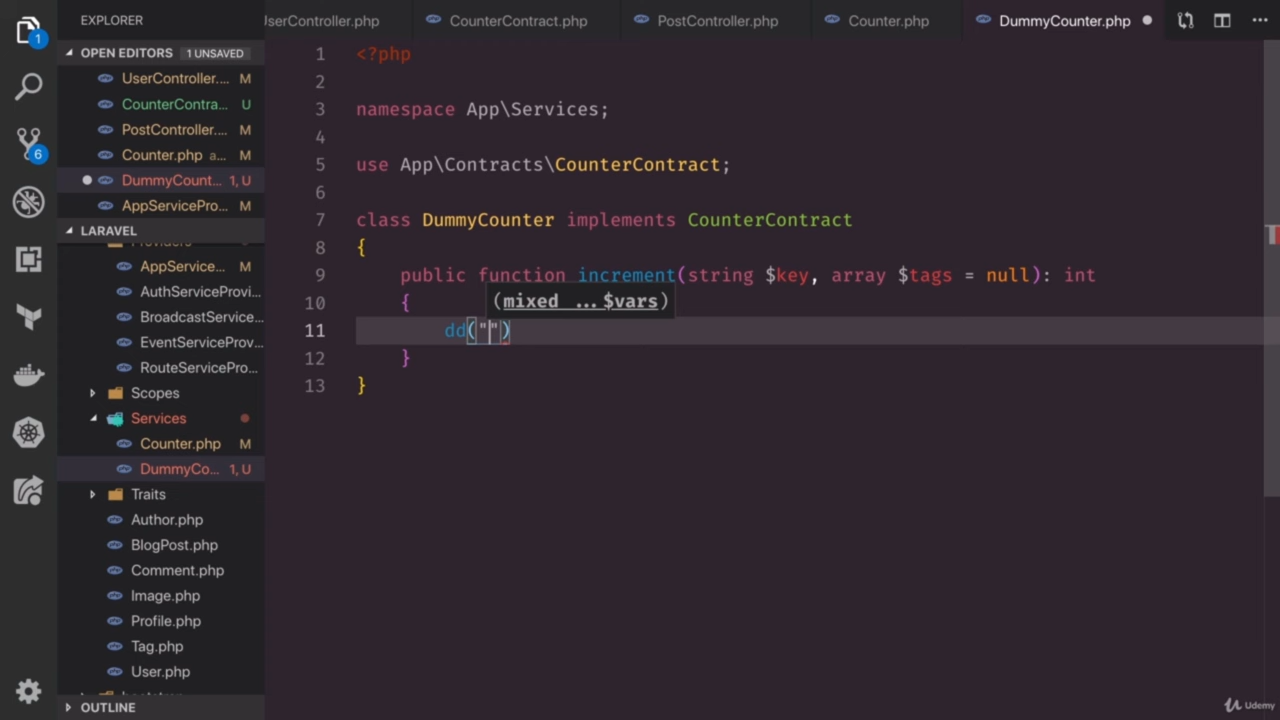 EXPLORER
OPEN EDITORS 1 UNSAVED
UserController.... M
CounterContra... U
PostController.... M
Counter.php a... M
DummyCount... 1, U
AppServicePro... M
LARAVEL
Providers
AppService... M
AuthServiceProvi...
BroadcastService...
EventServiceProv...
RouteServicePro...
Scopes
Services
Counter.php M
DummyCo... 1, U
Traits
Author.php
BlogPost.php
Comment.php
Image.php
Profile.php
Tag.php
User.php
OUTLINE
1
6
UserController.php CounterContract.php PostController.php Counter.php DummyCounter.php
1 <?php
2
3 namespace App\Services;
4
5 use App\Contracts\CounterContract;
6
7 class DummyCounter implements CounterContract
8 {
9 public function increment(string $key, array $tags = null): int
10 {
(mixed ...$vars)
11 dd("")
12 }
13 }
Udemy